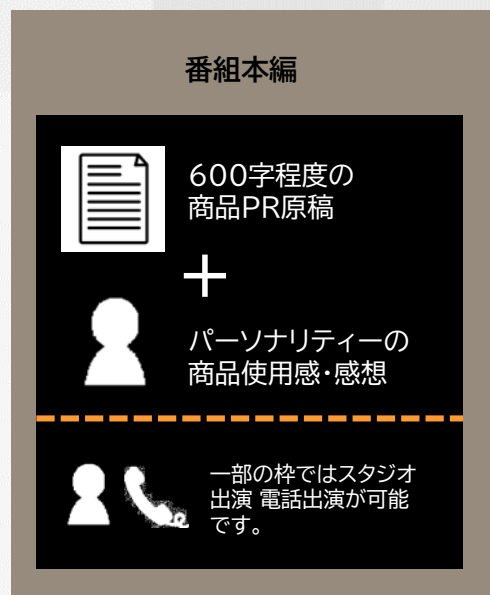 番組本編
600字程度の
商品PR原稿
＋
パーソナリティーの
商品使用感・感想
一部の枠ではスタジオ
出演 電話出演が可能
です。